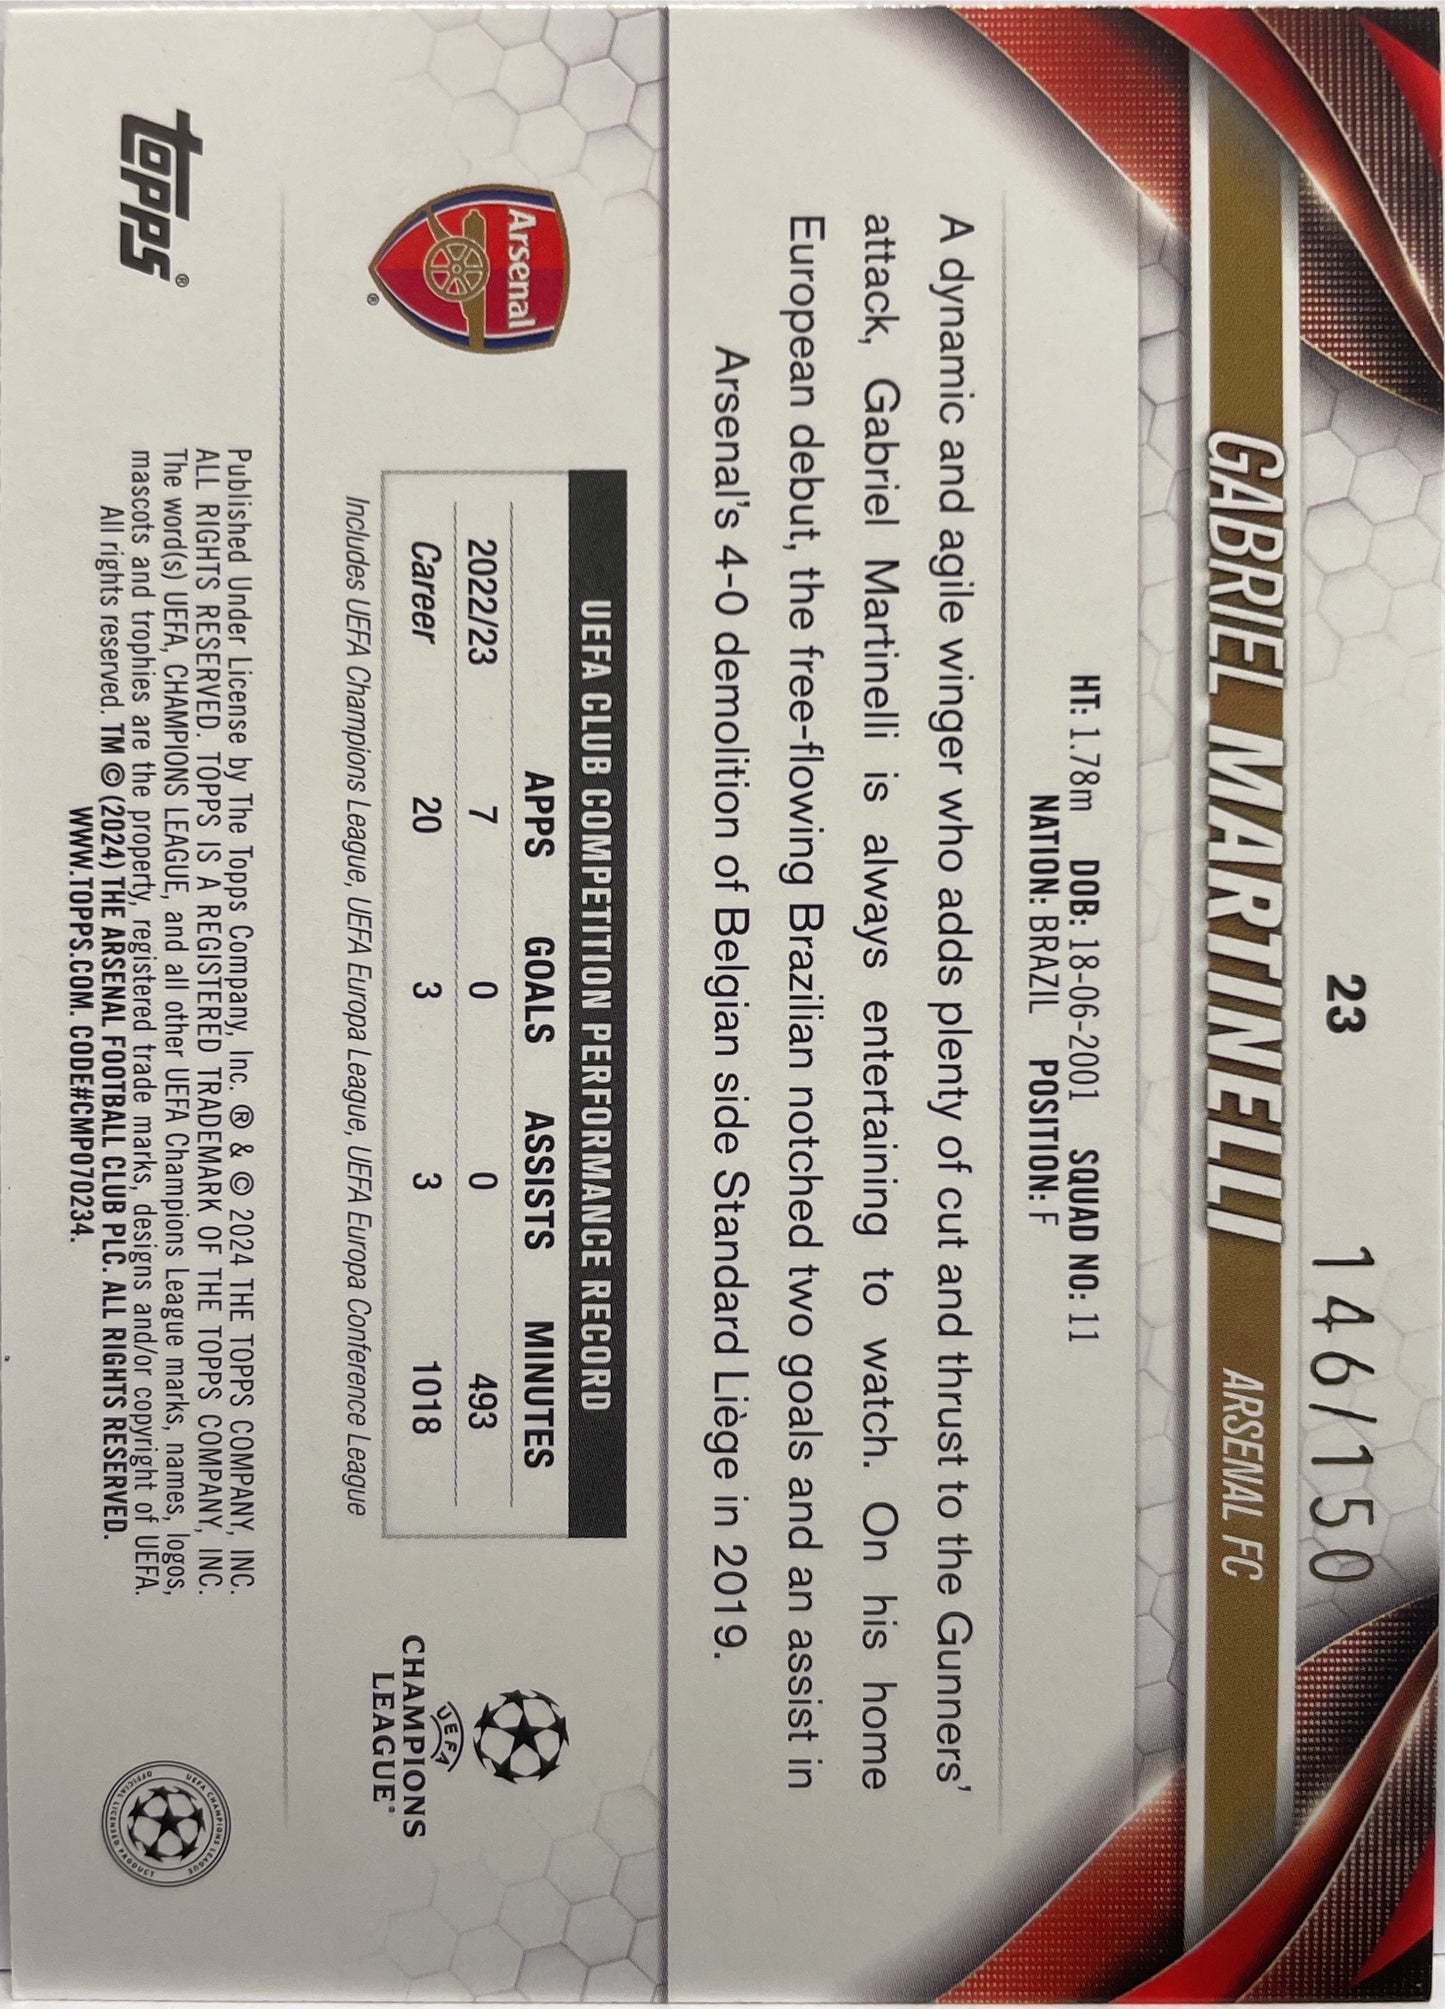 23
146/150
GABRIEL MARTINELLI ARSENAL FC
HT: 1.78m DOB: 18-06-2001 SQUAD NO: 11
NATION: BRAZIL POSITION: F
A dynamic and agile winger who adds plenty of cut and thrust to the Gunners'
attack, Gabriel Martinelli is always entertaining to watch. On his home
European debut, the free-flowing Brazilian notched two goals and an assist in
Arsenal's 4-0 demolition of Belgian side Standard Liège in 2019.
Arsenal
®
UEFA CLUB COMPETITION PERFORMANCE RECORD
APPS GOALS ASSISTS MINUTES
2022/23 7 0 0 493
Career 20 3 3 1018
Includes UEFA Champions League, UEFA Europa League, UEFA Europa Conference League
UEFA
CHAMPIONS
LEAGUE®
topps®
Published Under License by The Topps Company, Inc. ® & © 2024 THE TOPPS COMPANY, INC.
ALL RIGHTS RESERVED. TOPPS IS A REGISTERED TRADEMARK OF THE TOPPS COMPANY, INC.
The word(s) UEFA, CHAMPIONS LEAGUE, and all other UEFA Champions League marks, names, logos,
mascots and trophies are the property, registered trade marks, designs and/or copyright of UEFA.
All rights reserved. TM © (2024) THE ARSENAL FOOTBALL CLUB PLC. ALL RIGHTS RESERVED.
WWW.TOPPS.COM. CODE#CMP070234.
UEFA CHAMPIONS LEAGUE
OFFICIAL LICENSED PRODUCT